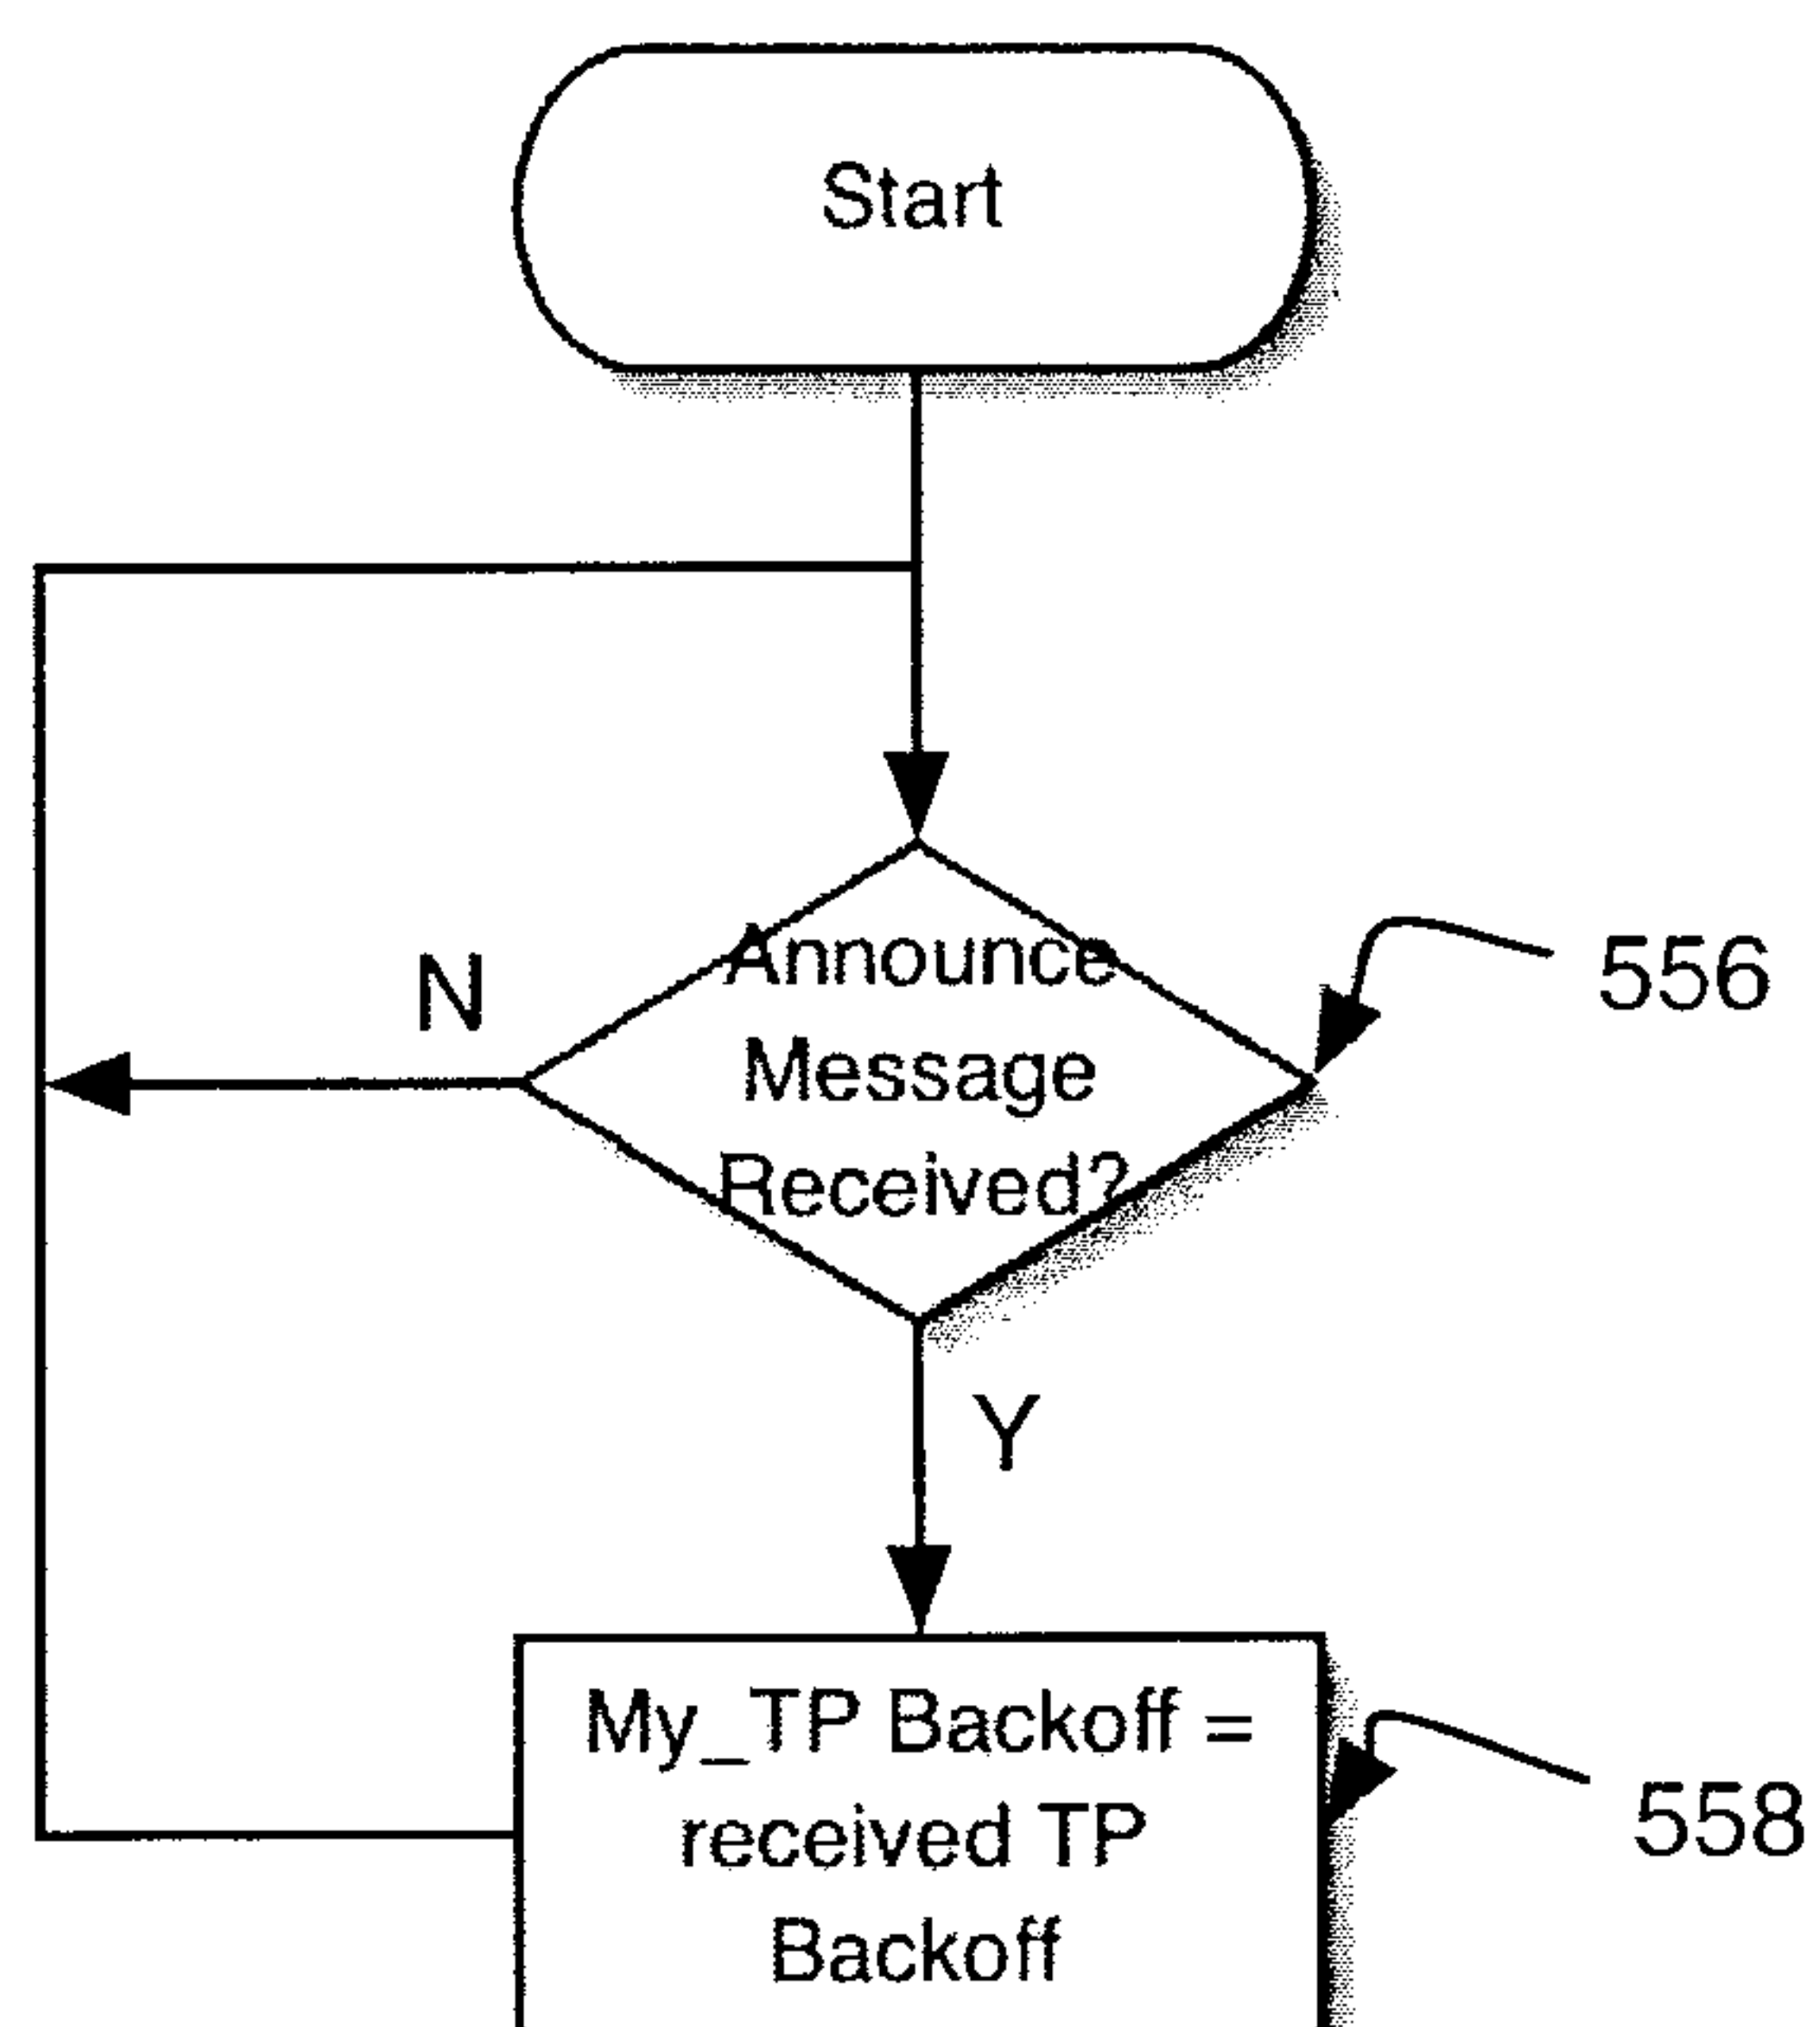 Start
N
Announce
Message
Received?
556
Y
My_TP Backoff =
received TP
Backoff
558